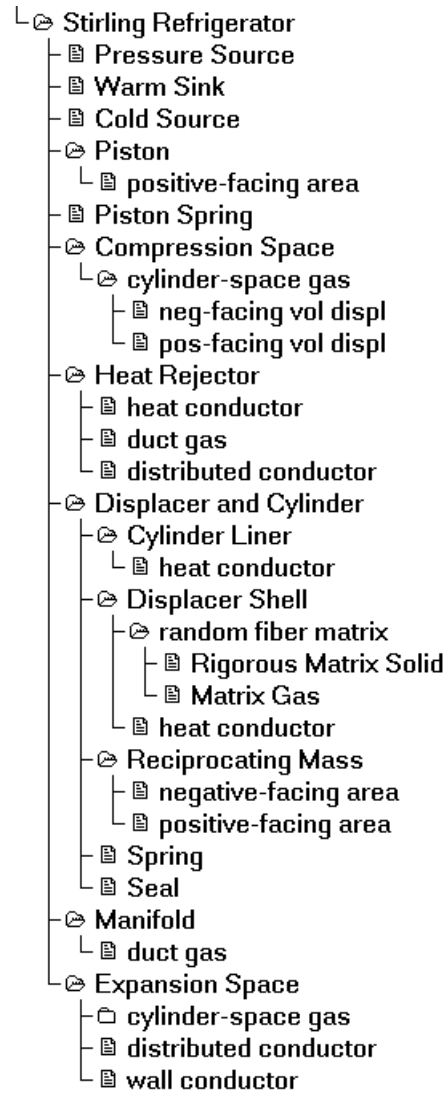 Stirling Refrigerator
Pressure Source
Warm Sink
Cold Source
Piston
positive-facing area
Piston Spring
Compression Space
cylinder-space gas
neg-facing vol displ
pos-facing vol displ
Heat Rejector
heat conductor
duct gas
distributed conductor
Displacer and Cylinder
Cylinder Liner
heat conductor
Displacer Shell
random fiber matrix
Rigorous Matrix Solid
Matrix Gas
heat conductor
Reciprocating Mass
negative-facing area
positive-facing area
Spring
Seal
Manifold
duct gas
Expansion Space
cylinder-space gas
distributed conductor
wall conductor